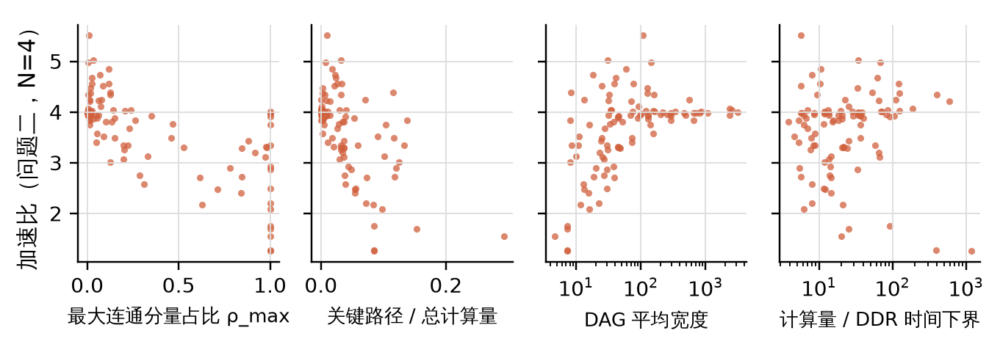 加速比（问题二，N=4）
5
4
3
2
0.0 0.5 1.0
最大连通分量占比 ρ_max
0.0 0.2
关键路径 / 总计算量
10¹ 10² 10³
DAG 平均宽度
10¹ 10² 10³
计算量 / DDR 时间下界